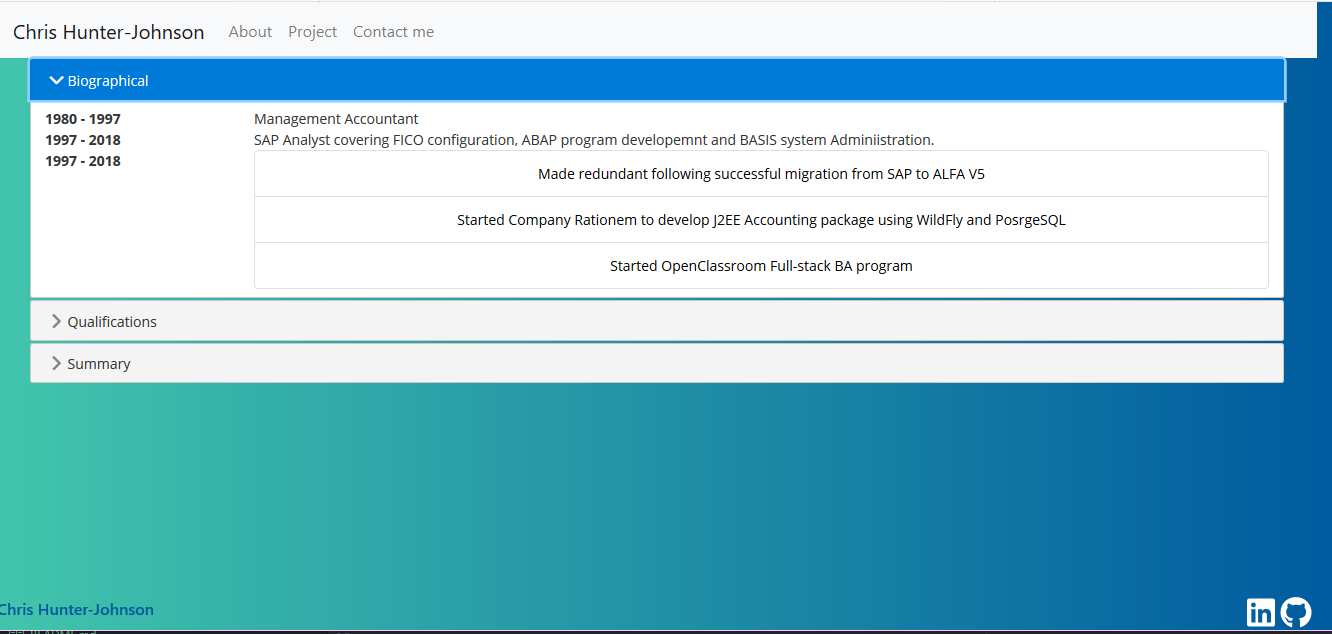 Chris Hunter-Johnson About Project Contact me
Biographical
1980 - 1997 Management Accountant
1997 - 2018 SAP Analyst covering FICO configuration, ABAP program developemnt and BASIS system Adminiistration.
1997 - 2018
Made redundant following successful migration from SAP to ALFA V5
Started Company Rationem to develop J2EE Accounting package using WildFly and PosrgeSQL
Started OpenClassroom Full-stack BA program
Qualifications
Summary
Chris Hunter-Johnson
in